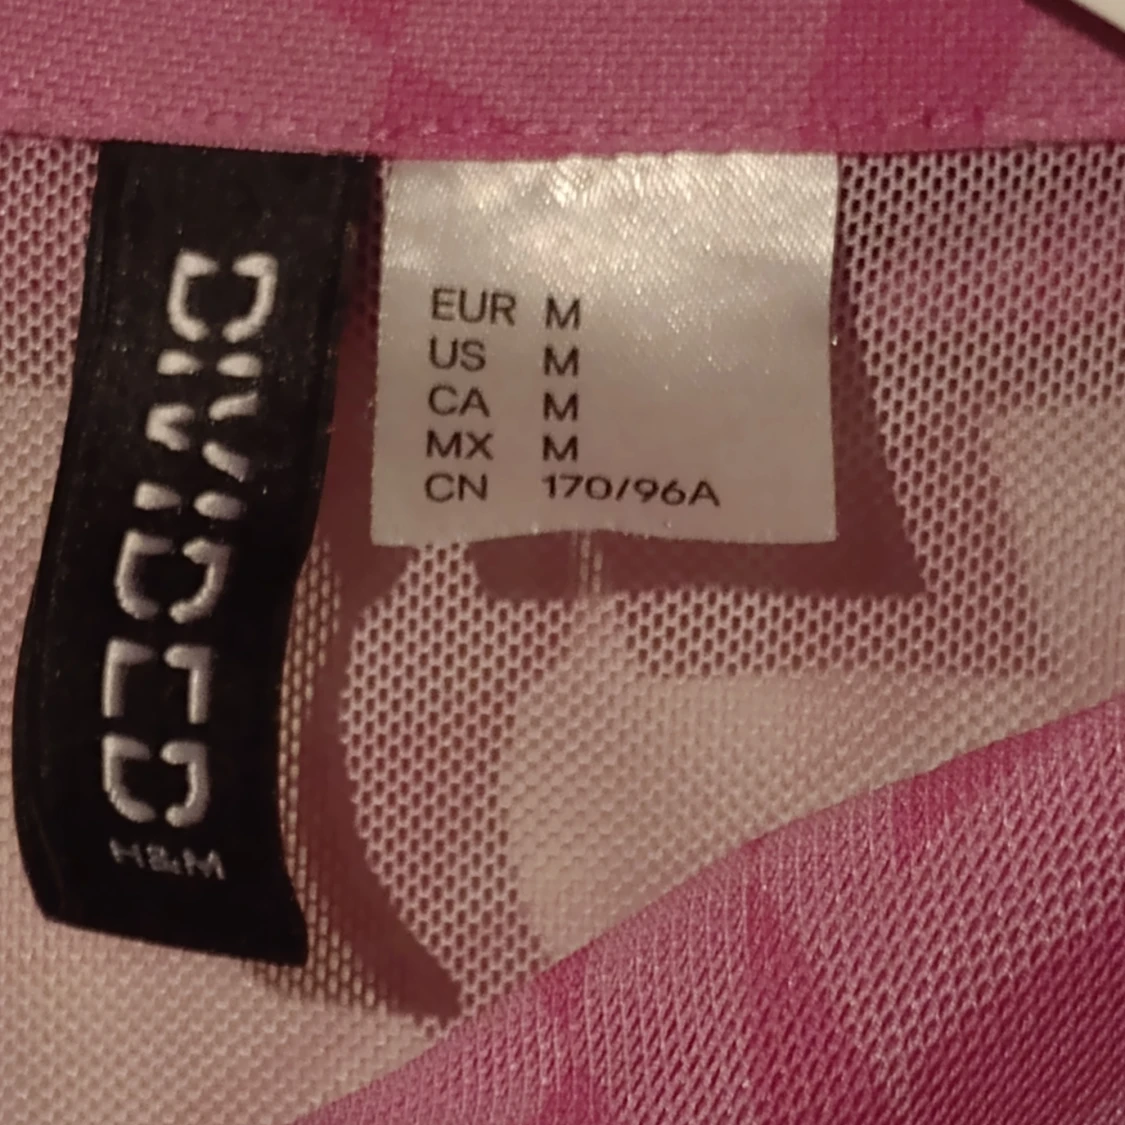 DIVIDED
H&M
EUR M
US M
CA M
MX M
CN 170/96A